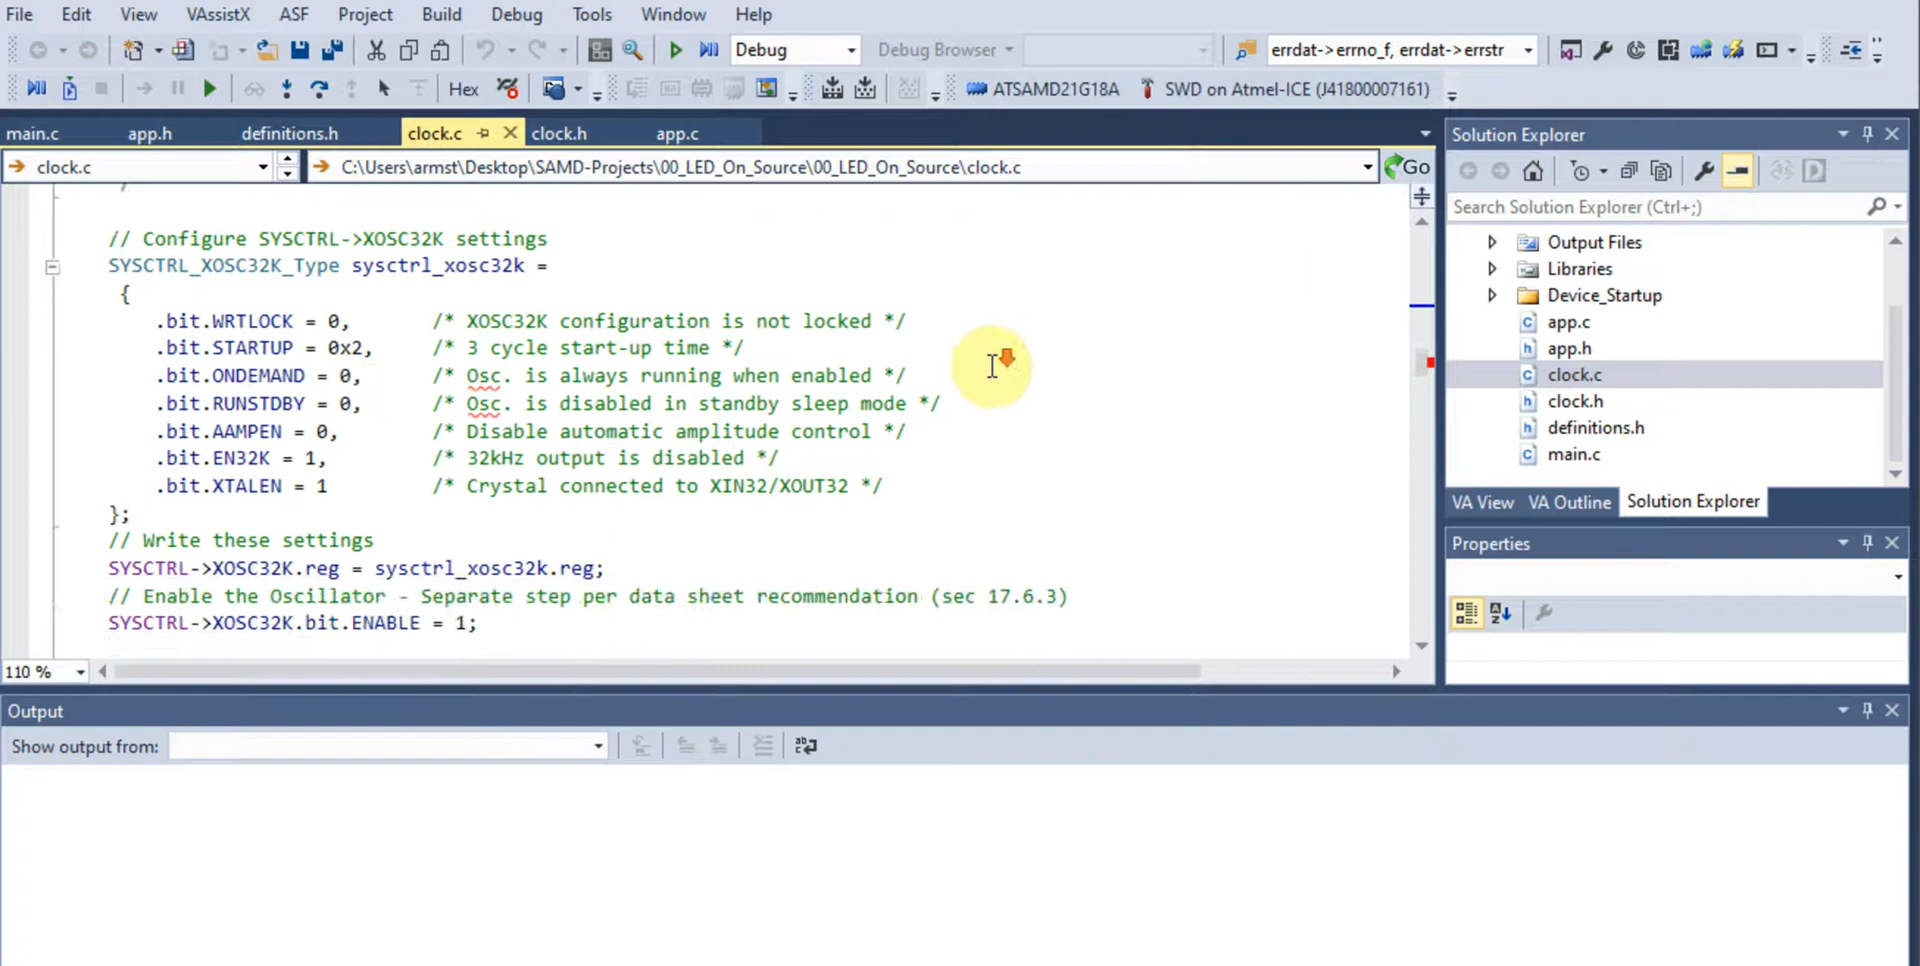 File Edit View VAssistX ASF Project Build Debug Tools Window Help
Debug Debug Browser errdat->errno_f, errdat->errstr
Hex ATSAMD21G18A SWD on Atmel-ICE (J41800007161)
main.c app.h definitions.h clock.c clock.h app.c
clock.c C:\Users\armst\Desktop\SAMD-Projects\00_LED_On_Source\00_LED_On_Source\clock.c Go
// Configure SYSCTRL->XOSC32K settings
SYSCTRL_XOSC32K_Type sysctrl_xosc32k =
{
.bit.WRTLOCK = 0, /* XOSC32K configuration is not locked */
.bit.STARTUP = 0x2, /* 3 cycle start-up time */
.bit.ONDEMAND = 0, /* Osc. is always running when enabled */
.bit.RUNSTDBY = 0, /* Osc. is disabled in standby sleep mode */
.bit.AAMPEN = 0, /* Disable automatic amplitude control */
.bit.EN32K = 1, /* 32kHz output is disabled */
.bit.XTALEN = 1 /* Crystal connected to XIN32/XOUT32 */
};
// Write these settings
SYSCTRL->XOSC32K.reg = sysctrl_xosc32k.reg;
// Enable the Oscillator - Separate step per data sheet recommendation (sec 17.6.3)
SYSCTRL->XOSC32K.bit.ENABLE = 1;
110 %
Solution Explorer
Search Solution Explorer (Ctrl+;)
Output Files
Libraries
Device_Startup
app.c
app.h
clock.c
clock.h
definitions.h
main.c
VA View VA Outline Solution Explorer
Properties
Output
Show output from: